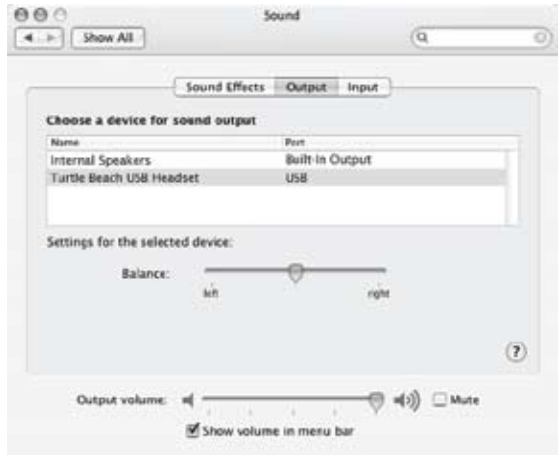 Sound
Show All
Sound Effects Output Input
Choose a device for sound output
Name Port
Internal Speakers Built-In Output
Turtle Beach USB Headset USB
Settings for the selected device:
Balance:
left right
?
Output volume: Mute
Show volume in menu bar